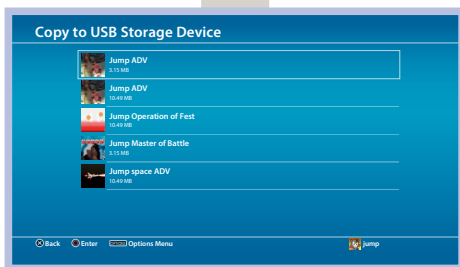 Copy to USB Storage Device
Jump ADV
3.15 MB
Jump ADV
10.49 MB
Jump Operation of Fest
10.49 MB
Jump Master of Battle
3.15 MB
Jump space ADV
10.49 MB
Back Enter OPTIONS Options Menu jump